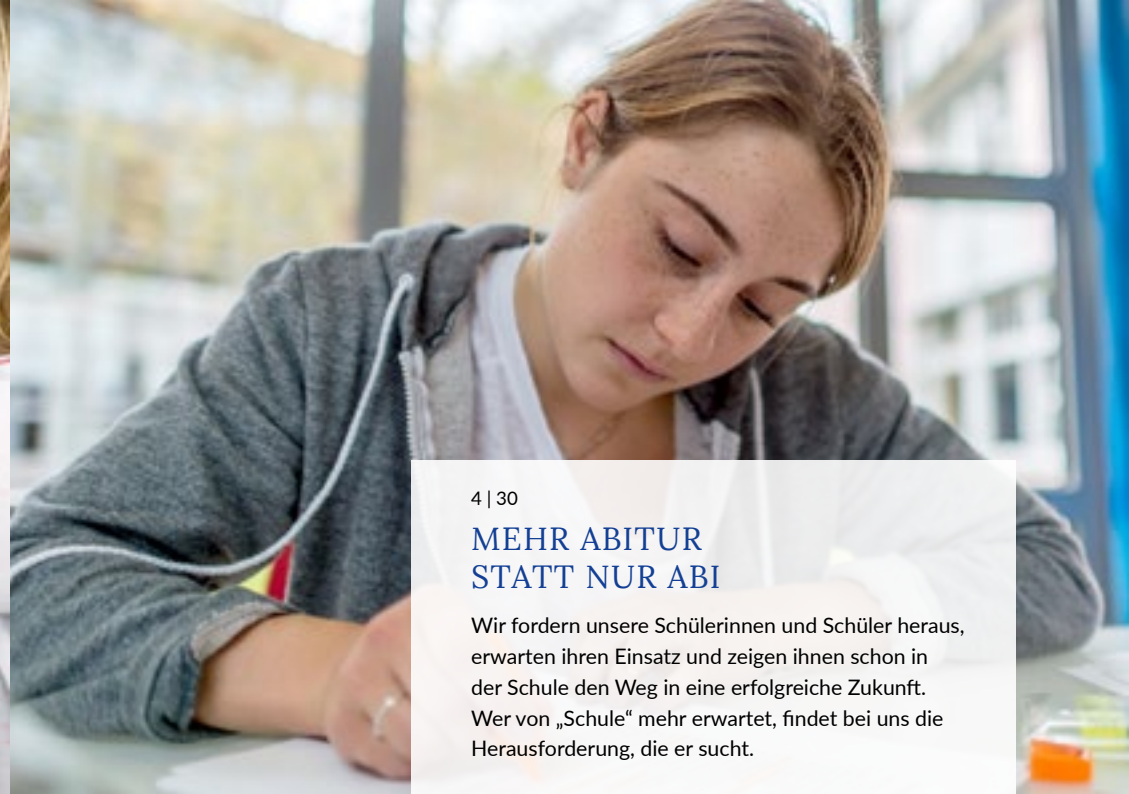 4 | 30
MEHR ABITUR
STATT NUR ABI
Wir fordern unsere Schülerinnen und Schüler heraus,
erwarten ihren Einsatz und zeigen ihnen schon in
der Schule den Weg in eine erfolgreiche Zukunft.
Wer von „Schule“ mehr erwartet, findet bei uns die
Herausforderung, die er sucht.